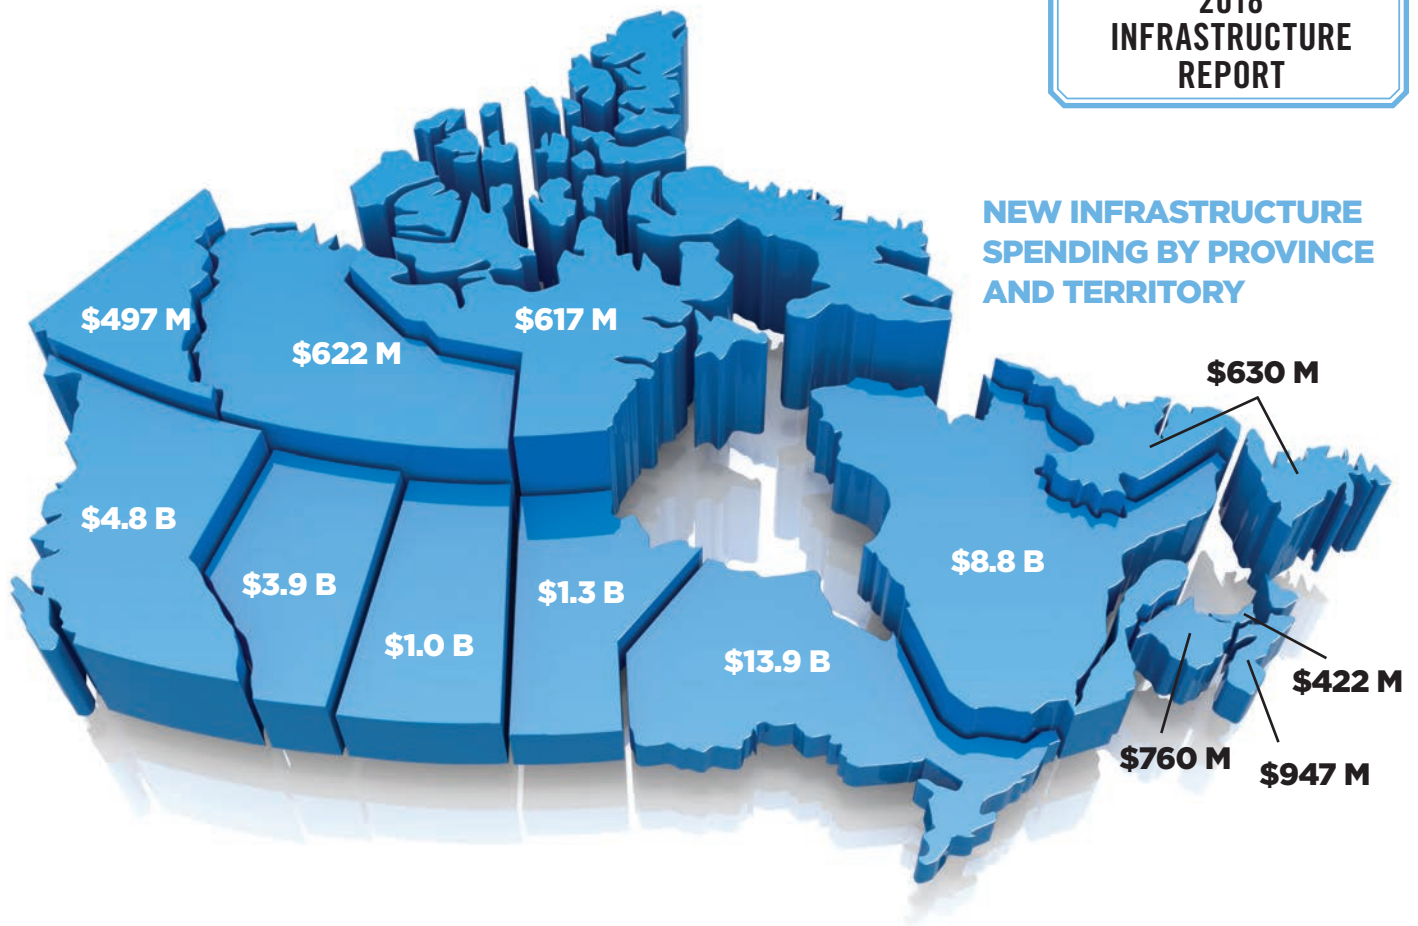 2018
INFRASTRUCTURE
REPORT
NEW INFRASTRUCTURE
SPENDING BY PROVINCE
AND TERRITORY
$497 M
$622 M
$617 M
$630 M
$4.8 B
$3.9 B
$1.0 B
$1.3 B
$13.9 B
$8.8 B
$422 M
$760 M
$947 M